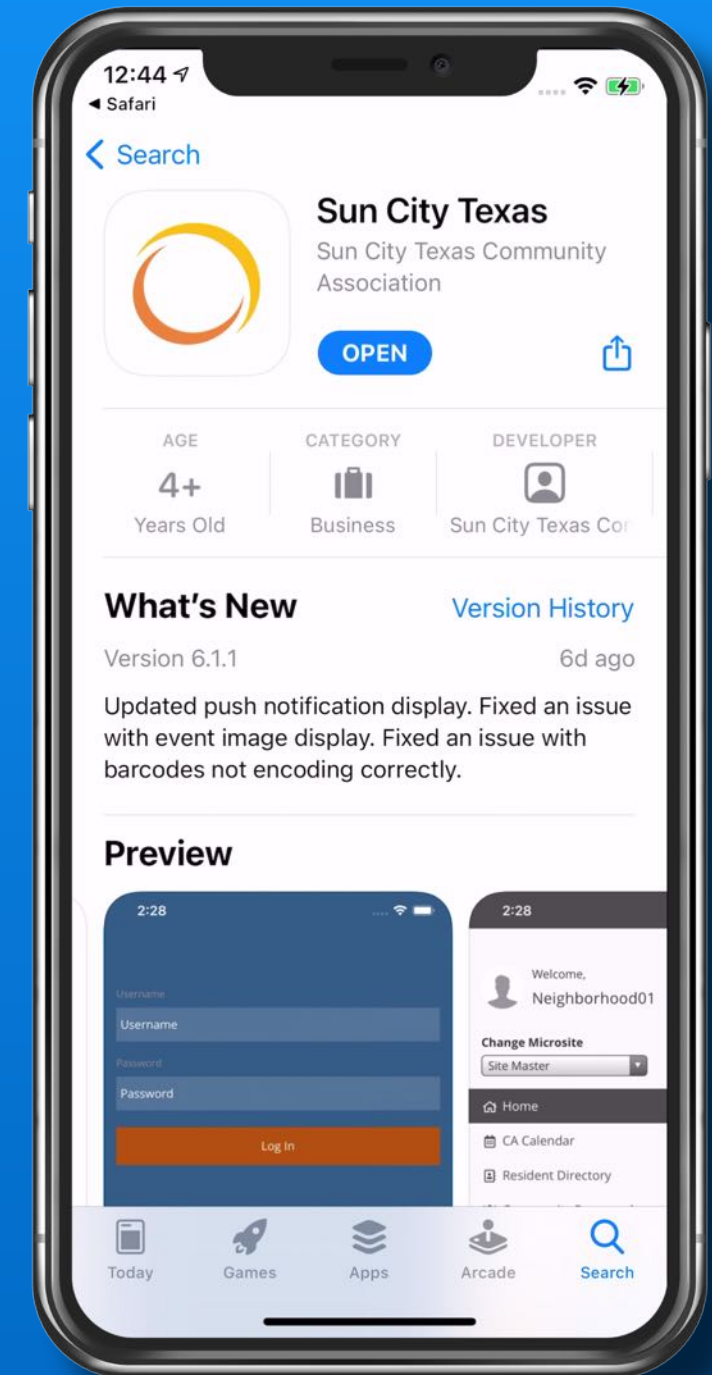 12:44
◀ Safari
Search
Sun City Texas
Sun City Texas Community
Association
OPEN
AGE
CATEGORY
DEVELOPER
4+
Years Old
Business
Sun City Texas Cor
What's New
Version History
Version 6.1.1
6d ago
Updated push notification display. Fixed an issue
with event image display. Fixed an issue with
barcodes not encoding correctly.
Preview
2:28
Username
Username
Password
Password
Log In
2:28
Welcome,
Neighborhood01
Change Microsite
Site Master
Home
CA Calendar
Resident Directory
Today
Games
Apps
Arcade
Search